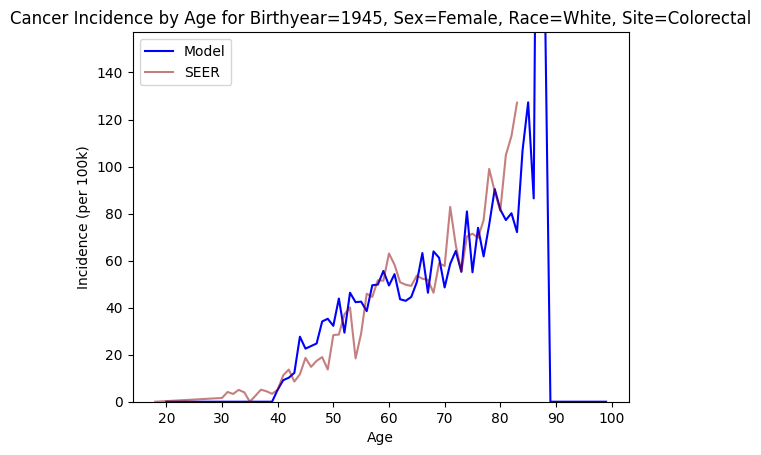 Cancer Incidence by Age for Birthyear=1945, Sex=Female, Race=White, Site=Colorectal
Model
SEER
Incidence (per 100k)
140
120
100
80
60
40
20
0
20 30 40 50 60 70 80 90 100
Age